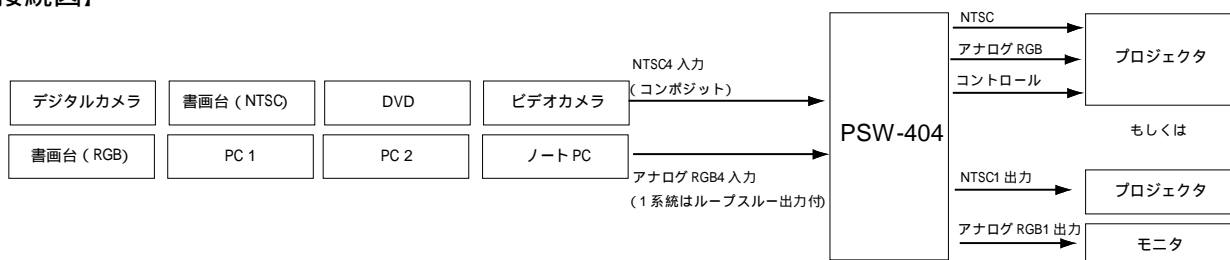 接続図】
デジタルカメラ
書画台（NTSC）
DVD
ビデオカメラ
書画台（RGB）
PC 1
PC 2
ノート PC
NTSC4 入力
（コンポジット）
アナログ RGB4 入力
（1 系統はループスルー出力付）
PSW-404
NTSC
アナログ RGB
コントロール
プロジェクタ
もしくは
NTSC1 出力
プロジェクタ
アナログ RGB1 出力
モニタ